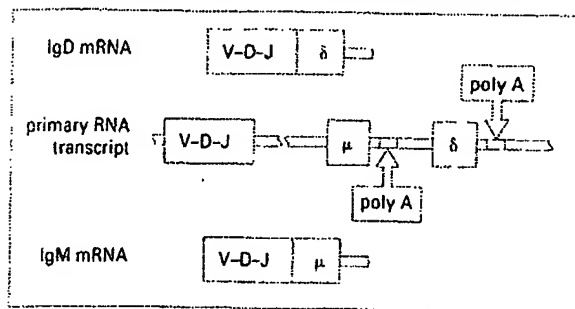 IgD mRNA
V–D–J δ
poly A
primary RNA
transcript
V–D–J μ δ
poly A
IgM mRNA
V–D–J μ